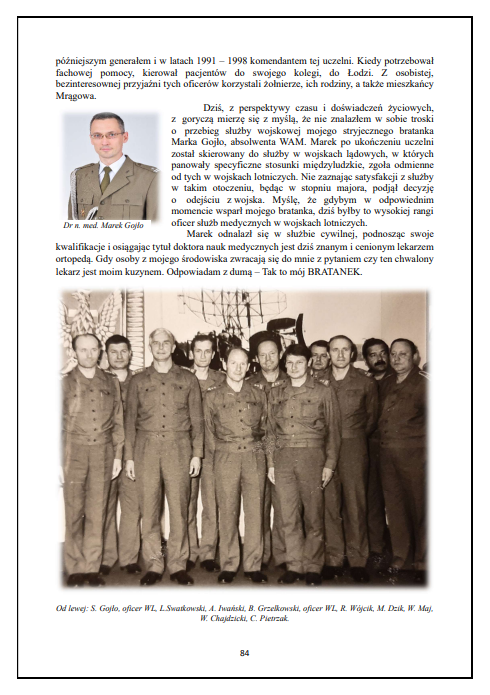 późniejszym generałem i w latach 1991 – 1998 komendantem tej uczelni. Kiedy potrzebował
fachowej pomocy, kierował pacjentów do swojego kolegi, do Łodzi. Z osobistej,
bezinteresownej przyjaźni tych oficerów korzystali żołnierze, ich rodziny, a także mieszkańcy
Mrągowa.
Dziś, z perspektywy czasu i doświadczeń życiowych,
z goryczą mierzę się z myślą, że nie znalazłem w sobie troski
o przebieg służby wojskowej mojego stryjecznego bratanka
Marka Gojło, absolwenta WAM. Marek po ukończeniu uczelni
został skierowany do służby w wojskach lądowych, w których
panowały specyficzne stosunki międzyludzkie, zgoła odmienne
od tych w wojskach lotniczych. Nie zaznając satysfakcji z służby
w takim otoczeniu, będąc w stopniu majora, podjął decyzję
o odejściu z wojska. Myślę, że gdybym w odpowiednim
momencie wsparł mojego bratanka, dziś byłby to wysokiej rangi
oficer służb medycznych w wojskach lotniczych.
Dr n. med. Marek Gojło
Marek odnalazł się w służbie cywilnej, podnosząc swoje
kwalifikacje i osiągając tytuł doktora nauk medycznych jest dziś znanym i cenionym lekarzem
ortopedą. Gdy osoby z mojego środowiska zwracają się do mnie z pytaniem czy ten chwalony
lekarz jest moim kuzynem. Odpowiadam z dumą – Tak to mój BRATANEK.
Od lewej: S. Gojło, oficer WL, L.Swatkowski, A. Iwański, B. Grzelkowski, oficer WL, R. Wójcik, M. Dzik, W. Maj,
W. Chajdzicki, C. Pietrzak.
84